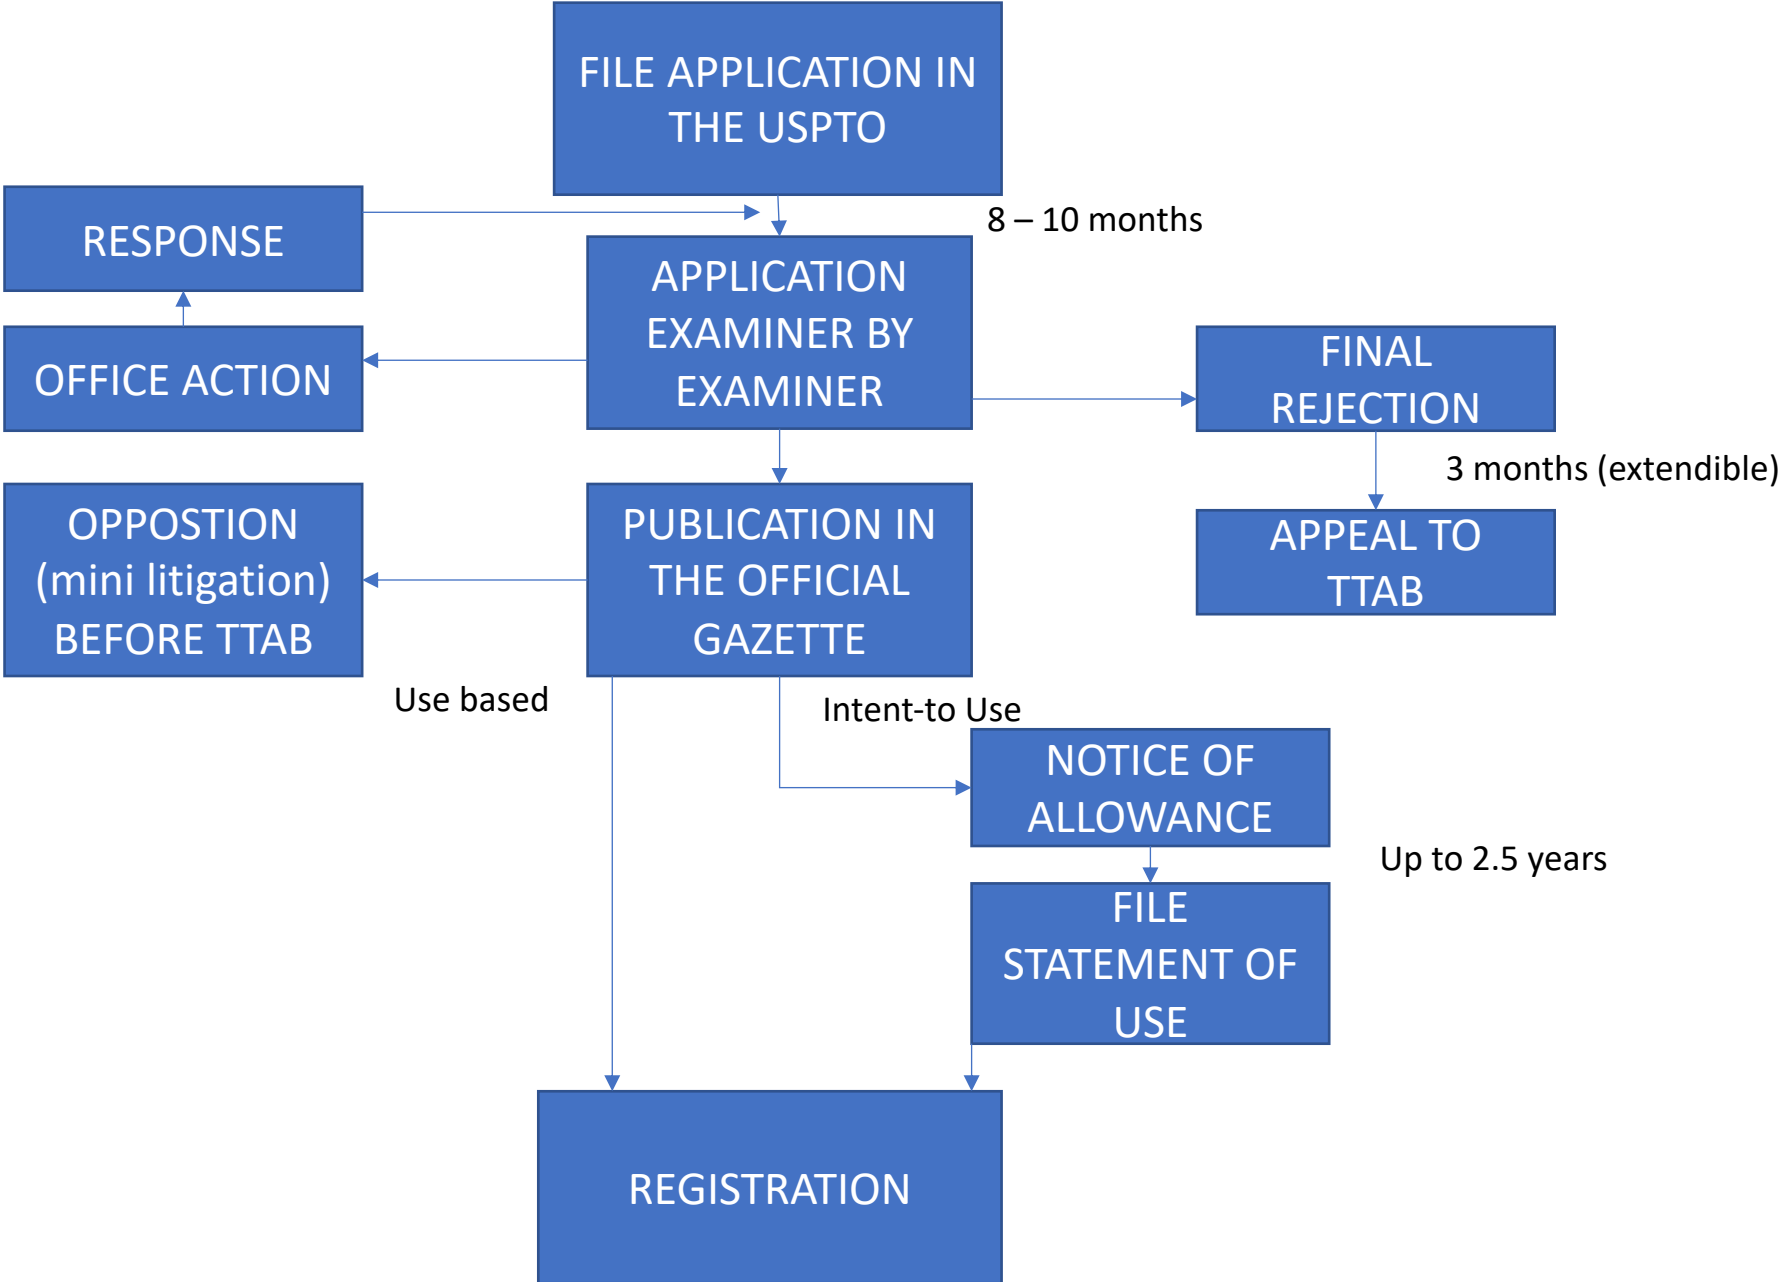 FILE APPLICATION IN
THE USPTO
8 – 10 months
RESPONSE
APPLICATION
EXAMINER BY
EXAMINER
OFFICE ACTION
FINAL
REJECTION
3 months (extendible)
OPPOSTION
(mini litigation)
BEFORE TTAB
PUBLICATION IN
THE OFFICIAL
GAZETTE
APPEAL TO
TTAB
Use based
Intent-to Use
NOTICE OF
ALLOWANCE
Up to 2.5 years
FILE
STATEMENT OF
USE
REGISTRATION